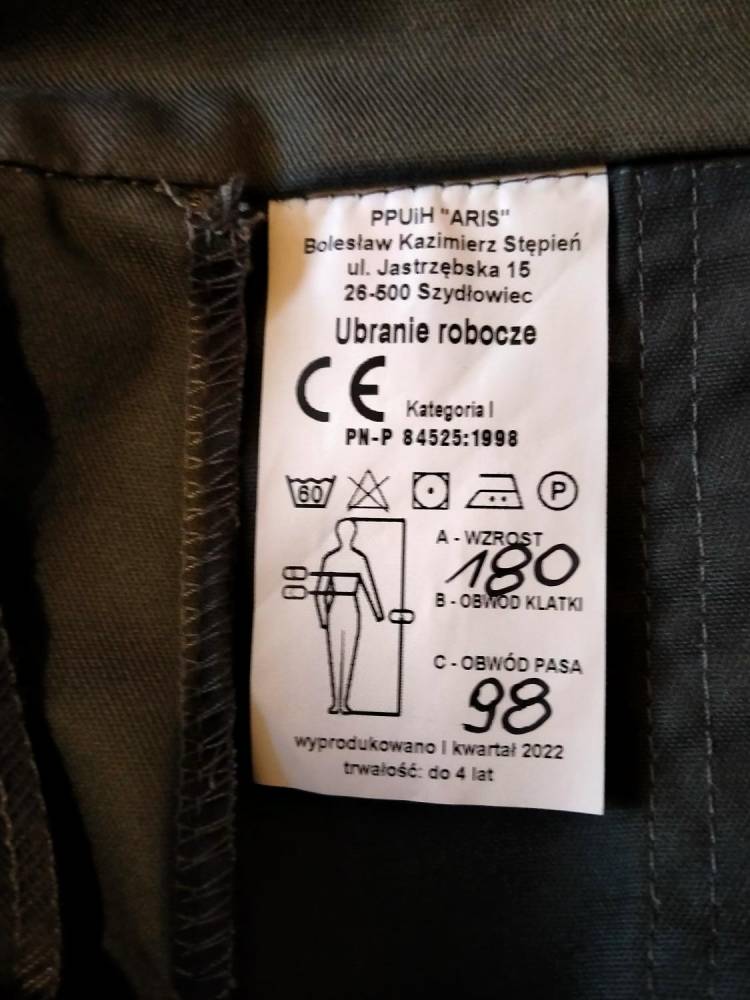 PPUiH "ARIS"
Bolesław Kazimierz Stępień
ul. Jastrzębska 15
26-500 Szydłowiec
Ubranie robocze
CE Kategoria I
PN-P 84525:1998
60 P
A - WZROST
180
B - OBWÓD KLATKI
C - OBWÓD PASA
98
wyprodukowano I kwartał 2022
trwałość: do 4 lat